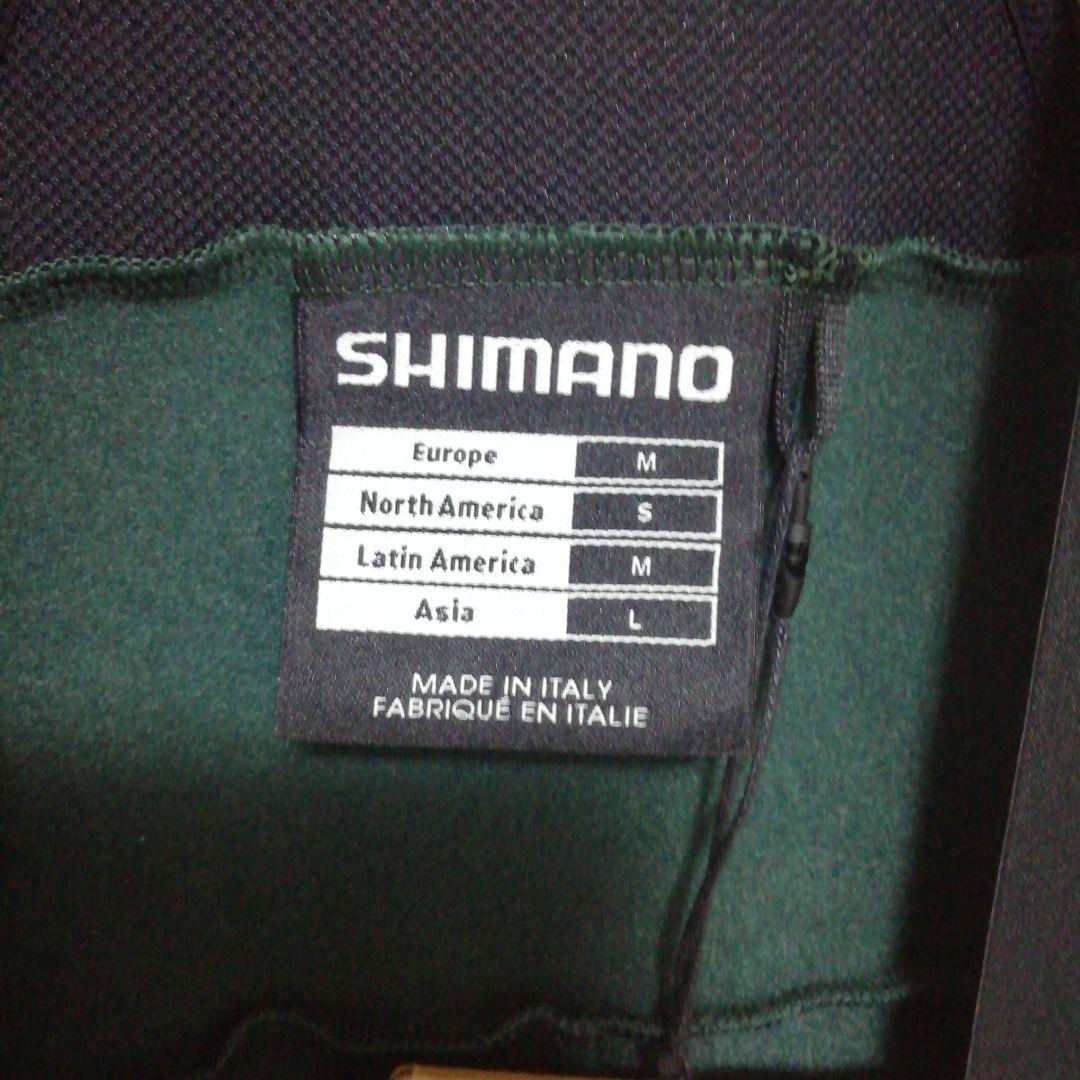 SHIMANO
Europe M
North America S
Latin America M
Asia L
MADE IN ITALY
FABRIQUÉ EN ITALIE